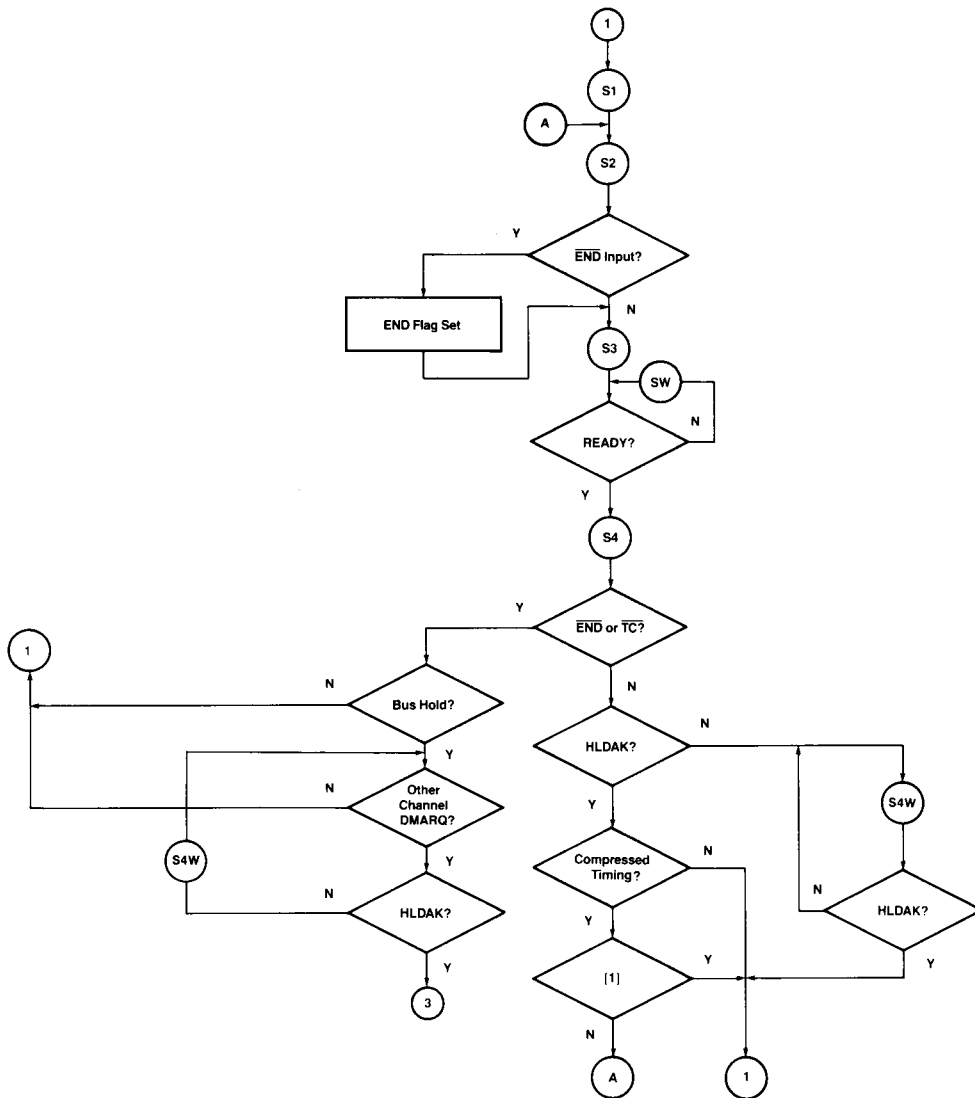 1
S1
A
S2
Y
END Input?
END Flag Set
N
S3
SW
N
READY?
Y
S4
Y
END or TC?
1
N
Bus Hold?
Y
N
HLDAK?
N
N
Other
Channel
DMARQ?
Y
S4W
Y
S4W
Compressed
Timing?
N
N
HLDAK?
Y
N
HLDAK?
Y
Y
[1]
Y
3
N
A
1